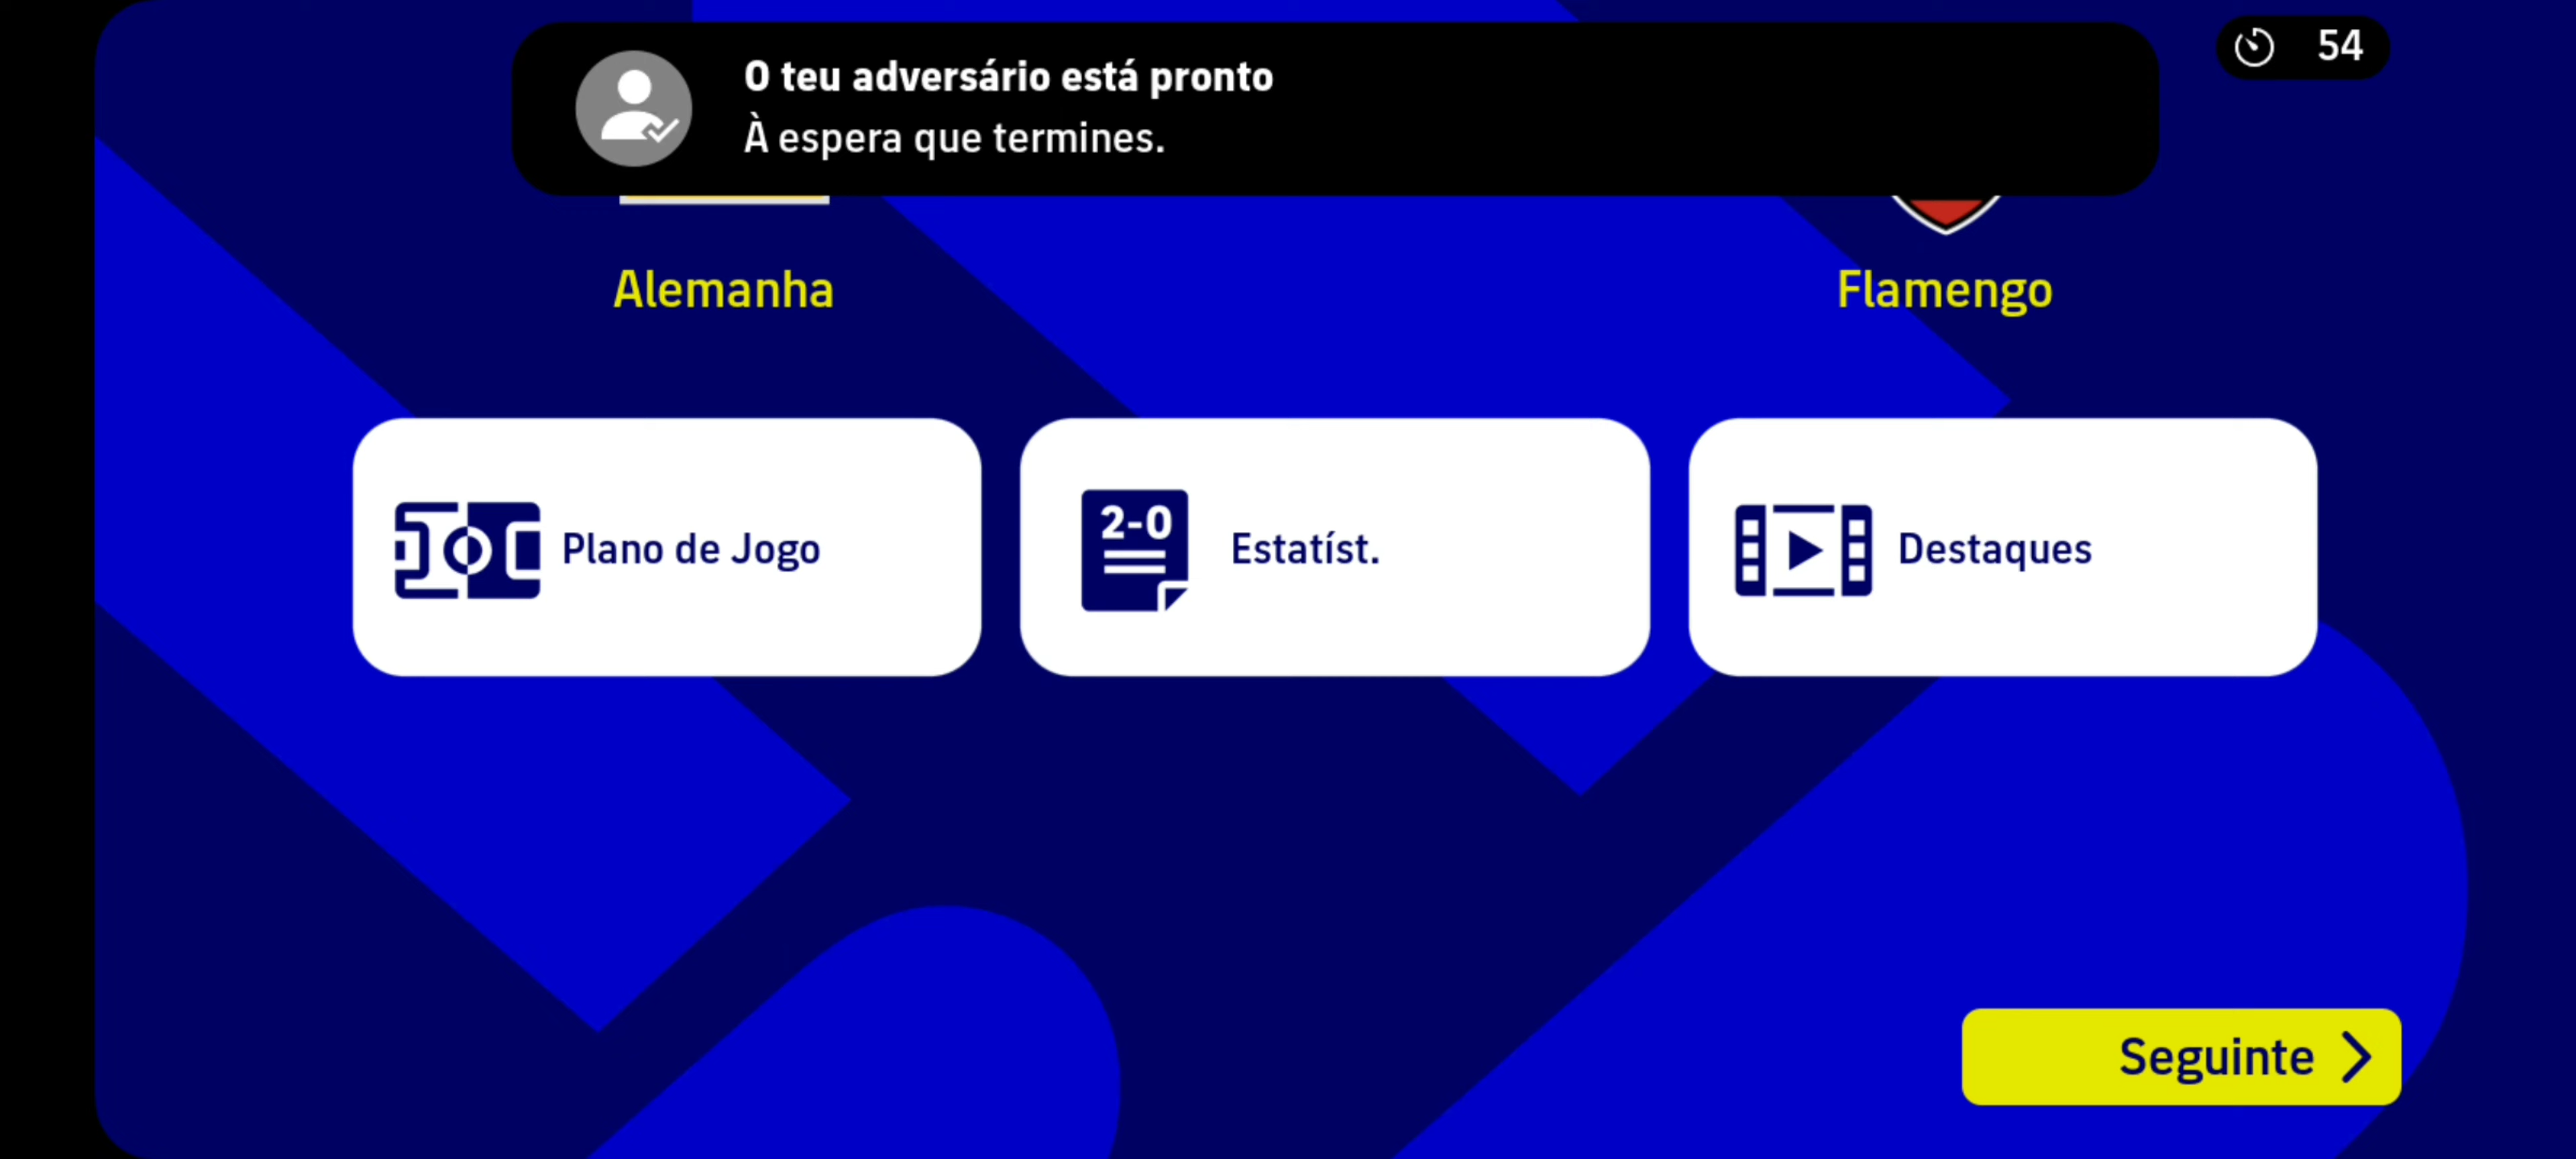 O teu adversário está pronto
À espera que termines.
54
Alemanha
Flamengo
Plano de Jogo
2-0
Estatíst.
Destaques
Seguinte